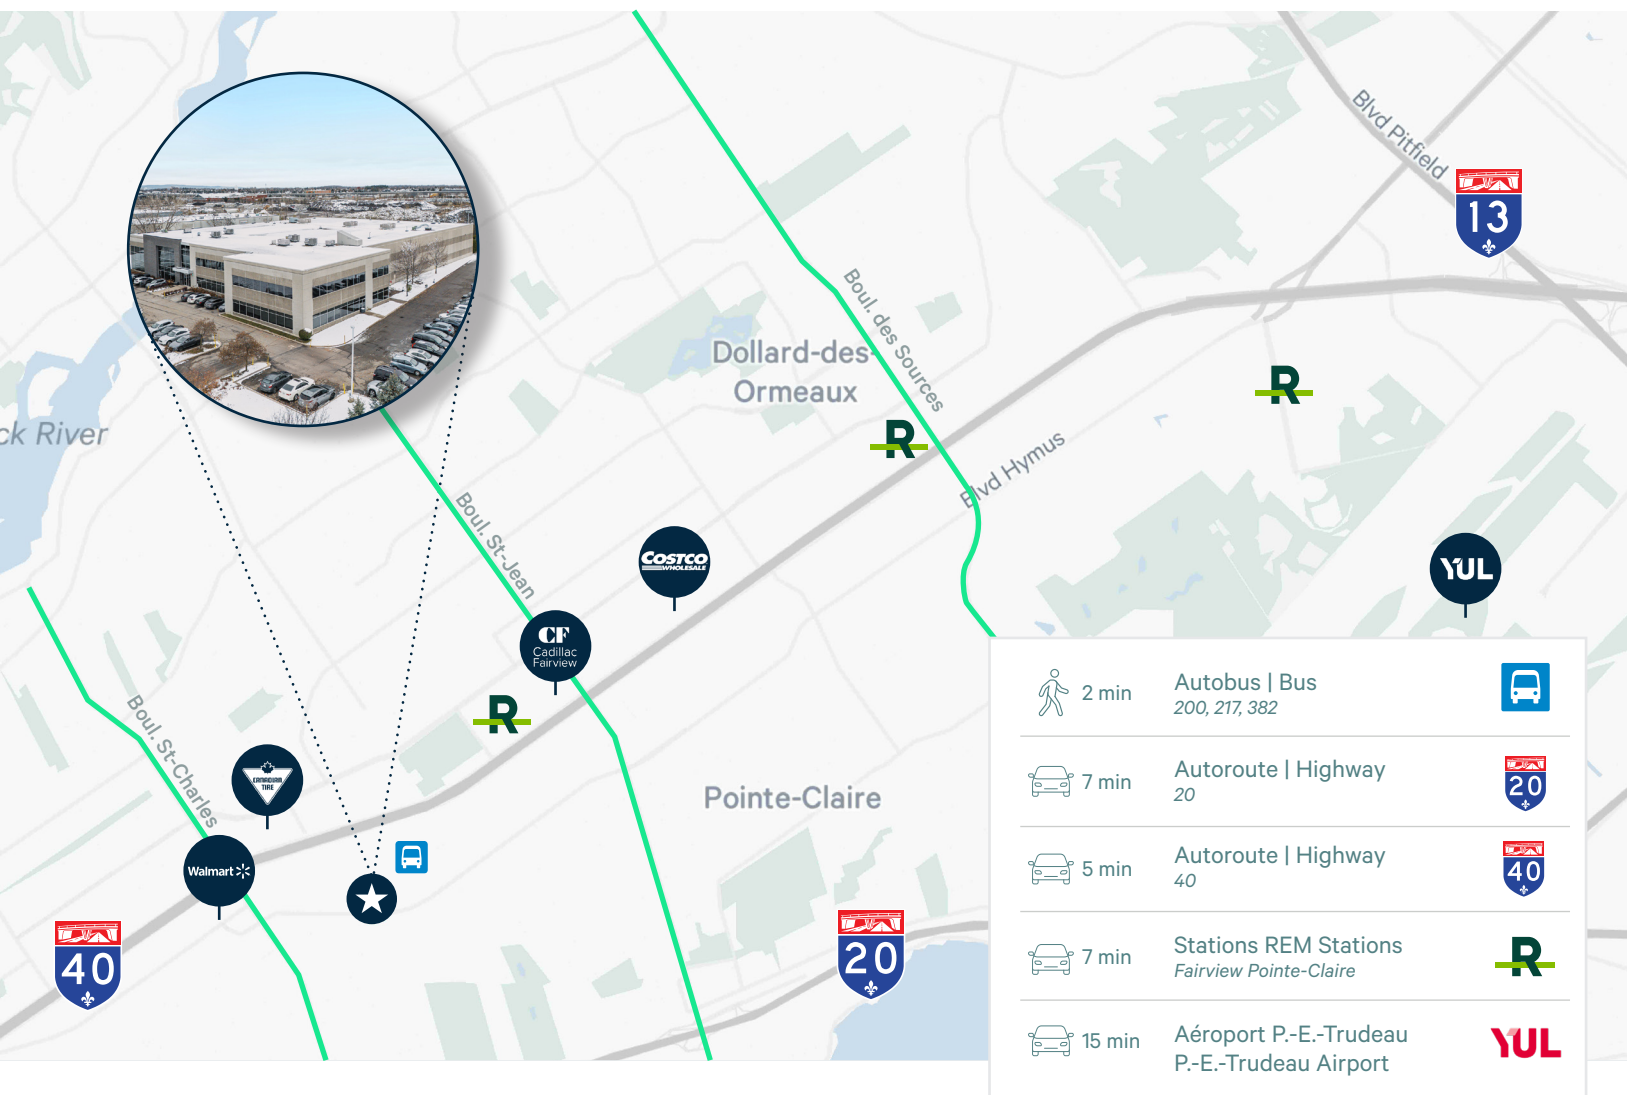 Blvd Pitfield
13
Boul. des Sources
Dollard-des-
Ormeaux
ck River
Blvd Hymus
Boul. St-Jean
COSTCO
WHOLESALE
YUL
CF
Cadillac
Fairview
Boul. St-Charles
CANADIAN
TIRE
Pointe-Claire
Walmart
40
20
2 min
Autobus | Bus
200, 217, 382
7 min
Autoroute | Highway
20
20
5 min
Autoroute | Highway
40
40
7 min
Stations REM Stations
Fairview Pointe-Claire
R
15 min
Aéroport P.-E.-Trudeau
P.-E.-Trudeau Airport
YUL
R
R
R